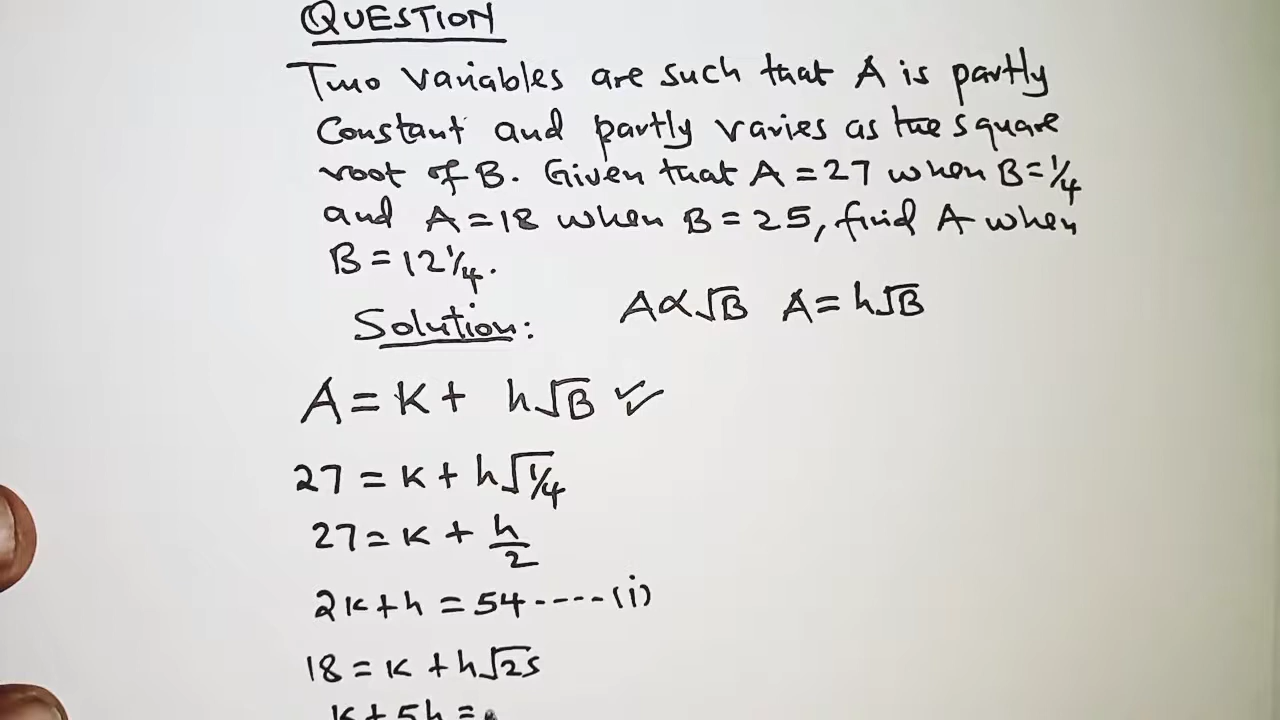 QUESTION
Two variables are such that A is partly
Constant and partly varies as the square
root of B. Given that A = 27 when B = 1/4
and A = 18 when B = 25, find A when
B = 12 1/4.
Solution: A ∝ √B A = h√B
A = K + h√B ✓
27 = K + h√1/4
27 = K + h/2
2K + h = 54 ---- (i)
18 = K + h√25
K + 5h =